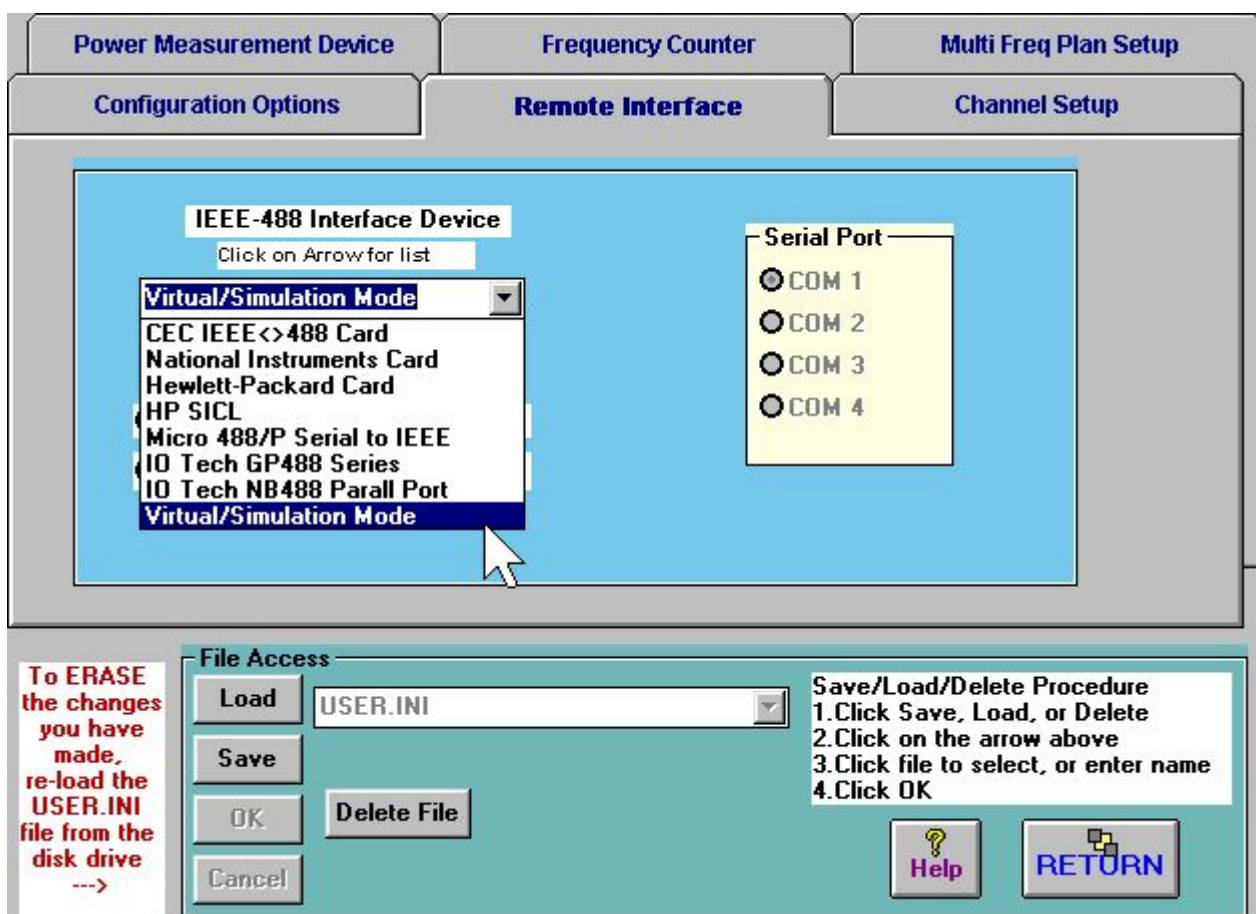 Power Measurement Device
Frequency Counter
Multi Freq Plan Setup
Configuration Options
Remote Interface
Channel Setup
IEEE-488 Interface Device
Click on Arrow for list
Virtual/Simulation Mode
CEC IEEE<>488 Card
National Instruments Card
Hewlett-Packard Card
HP SICL
Micro 488/P Serial to IEEE
IO Tech GP488 Series
IO Tech NB488 Parall Port
Virtual/Simulation Mode
Serial Port
COM 1
COM 2
COM 3
COM 4
To ERASE
the changes
you have
made,
re-load the
USER.INI
file from the
disk drive
--->
File Access
Load
USER.INI
Save
OK
Delete File
Cancel
Save/Load/Delete Procedure
1.Click Save, Load, or Delete
2.Click on the arrow above
3.Click file to select, or enter name
4.Click OK
Help
RETURN